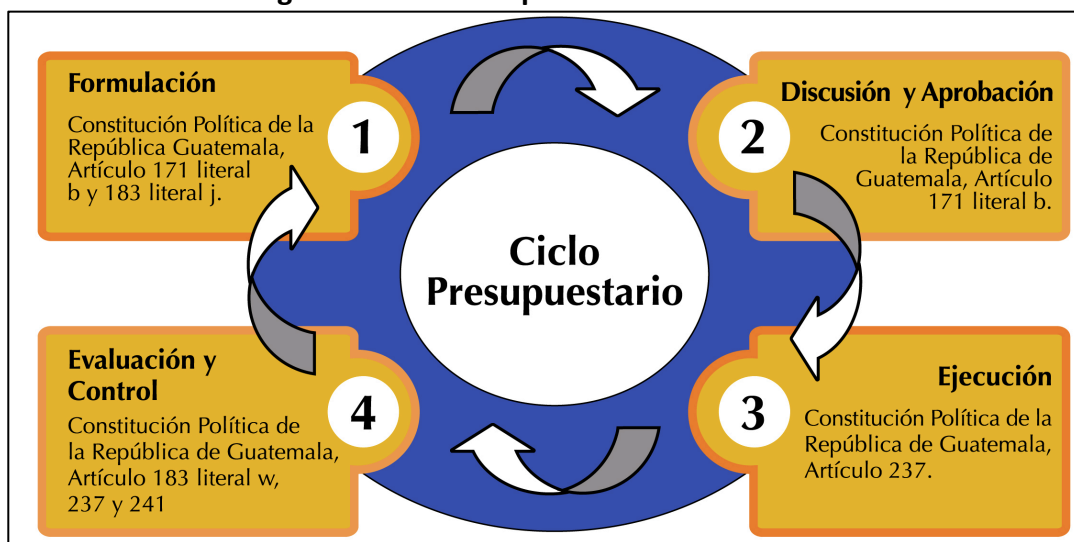 Formulación
Constitución Política de la
República Guatemala,
Artículo 171 literal
b y 183 literal j.
1
Discusión y Aprobación
Constitución Política de
la República de
Guatemala, Artículo
171 literal b.
2
Ciclo
Presupuestario
Evaluación y
Control
Constitución Política de
la República de Guatemala,
Artículo 183 literal w,
237 y 241
4
Ejecución
Constitución Política de la
República de Guatemala,
Artículo 237.
3